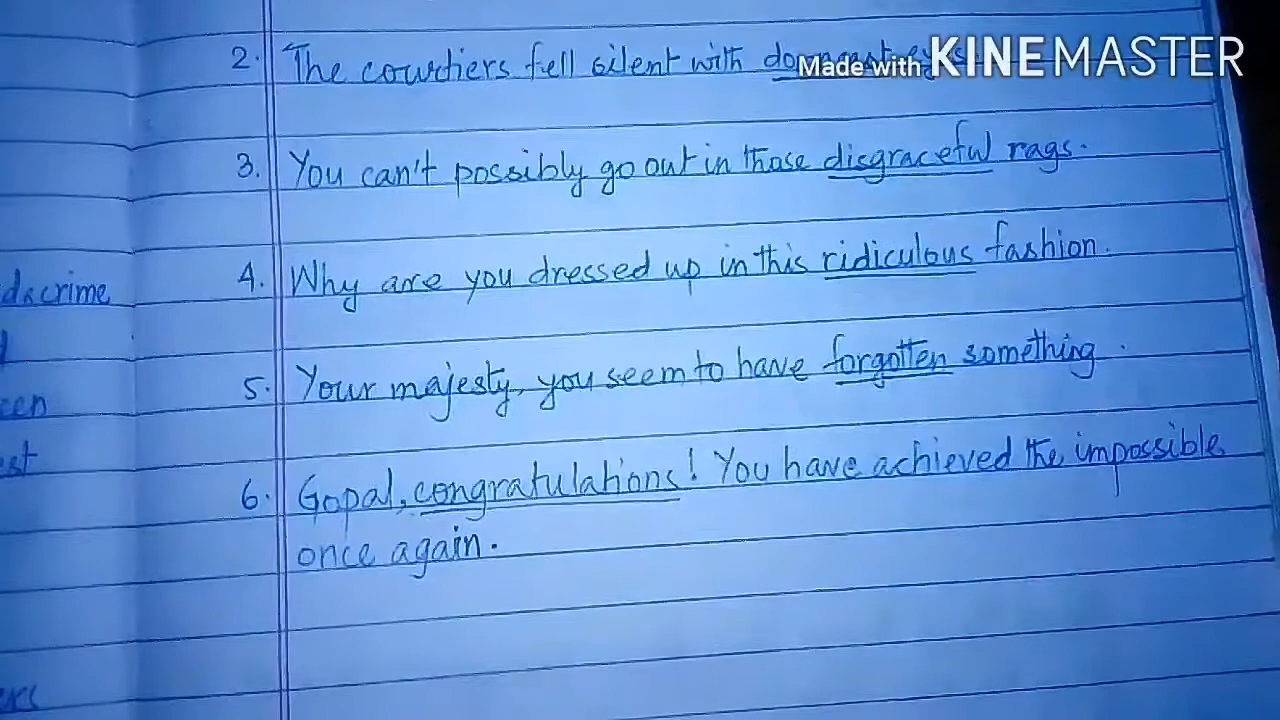 2. The courtiers fell silent with
Made with KINEMASTER
3. You can't possibly go out in those disgraceful rags.
4. Why are you dressed up in this ridiculous fashion.
5. Your majesty, you seem to have forgotten something.
6. Gopal, congratulations! You have achieved the impossible
once again.